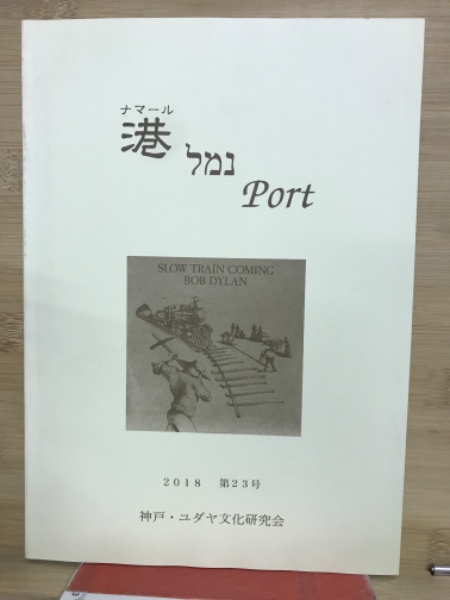 ナマール
港
נמל
Port
SLOW TRAIN COMING
BOB DYLAN
2018 第23号
神戸・ユダヤ文化研究会